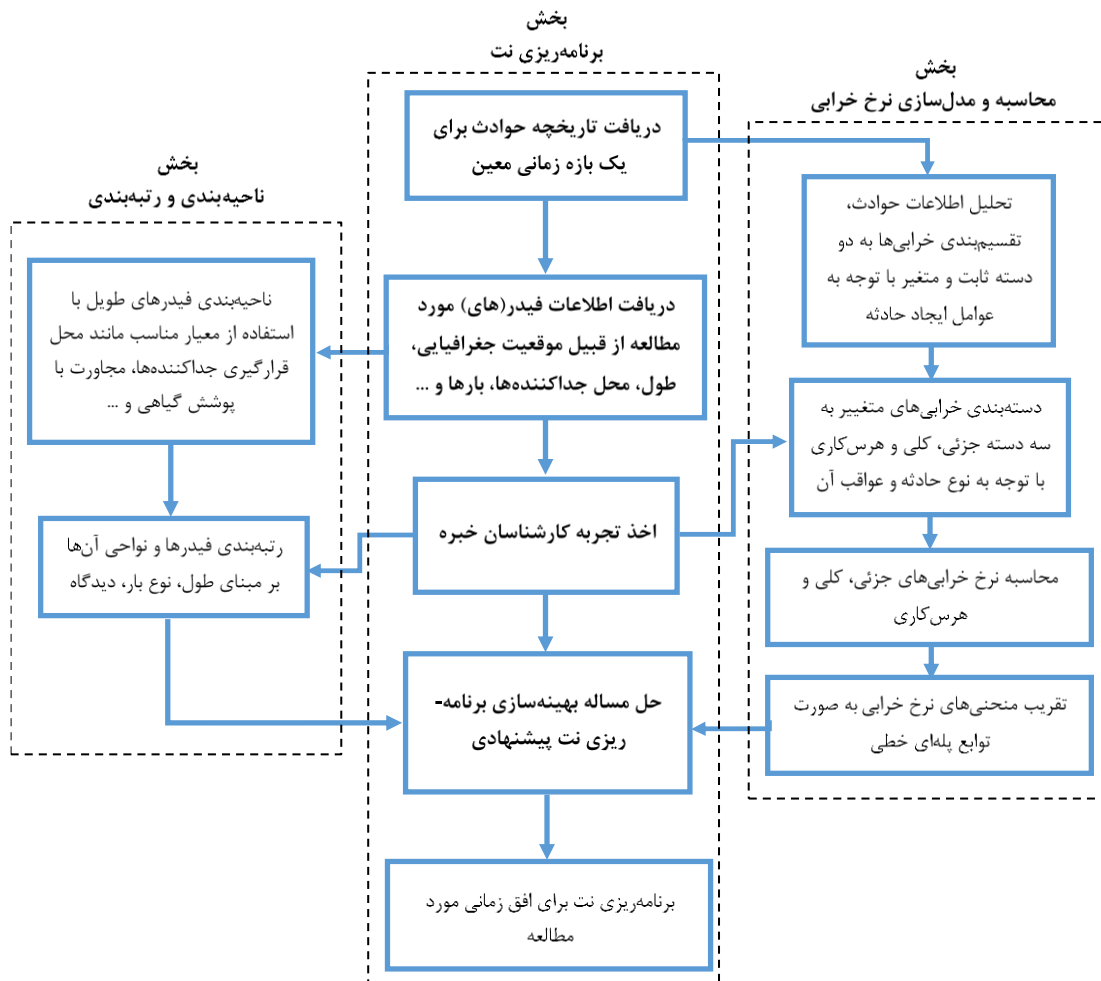 بخش
برنامه‌ریزی نت
دریافت تاریخچه حوادث برای
یک بازه زمانی معین
دریافت اطلاعات فیدر(های) مورد
مطالعه از قبیل موقعیت جغرافیایی،
طول، محل جداکننده‌ها، بارها و ...
اخذ تجربه کارشناسان خبره
حل مساله بهینه‌سازی برنامه-
ریزی نت پیشنهادی
برنامه‌ریزی نت برای افق زمانی مورد
مطالعه
بخش
محاسبه و مدل‌سازی نرخ خرابی
تحلیل اطلاعات حوادث،
تقسیم‌بندی خرابی‌ها به دو
دسته ثابت و متغیر با توجه به
عوامل ایجاد حادثه
دسته‌بندی خرابی‌های متغییر به
سه دسته جزئی، کلی و هرس‌کاری
با توجه به نوع حادثه و عواقب آن
محاسبه نرخ خرابی‌های جزئی، کلی و
هرس‌کاری
تقریب منحنی‌های نرخ خرابی به صورت
توابع پله‌ای خطی
بخش
ناحیه‌بندی و رتبه‌بندی
ناحیه‌بندی فیدرهای طویل با
استفاده از معیار مناسب مانند محل
قرارگیری جداکننده‌ها، مجاورت با
پوشش گیاهی و ...
رتبه‌بندی فیدرها و نواحی آن‌ها
بر مبنای طول، نوع بار، دیدگاه